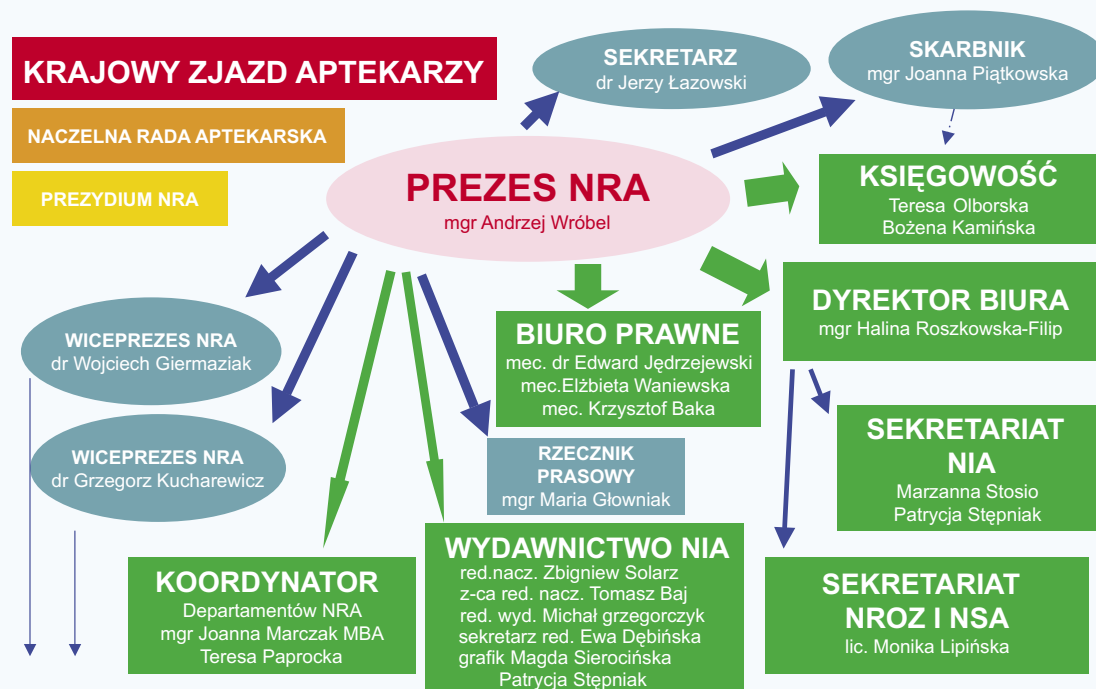 KRAJOWY ZJAZD APTEKARZY
NACZELNA RADA APTEKARSKA
PREZYDIUM NRA
SEKRETARZ
dr Jerzy Łazowski
SKARBNIK
mgr Joanna Piątkowska
PREZES NRA
mgr Andrzej Wróbel
KSIĘGOWOŚĆ
Teresa Olborska
Bożena Kamińska
DYREKTOR BIURA
mgr Halina Roszkowska-Filip
WICEPREZES NRA
dr Wojciech Giermaziak
BIURO PRAWNE
mec. dr Edward Jędrzejewski
mec.Elżbieta Waniewska
mec. Krzysztof Baka
WICEPREZES NRA
dr Grzegorz Kucharewicz
RZECZNIK
PRASOWY
mgr Maria Głowniak
SEKRETARIAT
NIA
Marzanna Stosio
Patrycja Stępniak
KOORDYNATOR
Departamentów NRA
mgr Joanna Marczak MBA
Teresa Paprocka
WYDAWNICTWO NIA
red.nacz. Zbigniew Solarz
z-ca red. nacz. Tomasz Baj
red. wyd. Michał grzegorczyk
sekretarz red. Ewa Dębińska
grafik Magda Sierocińska
Patrycja Stępniak
SEKRETARIAT
NROZ I NSA
lic. Monika Lipińska